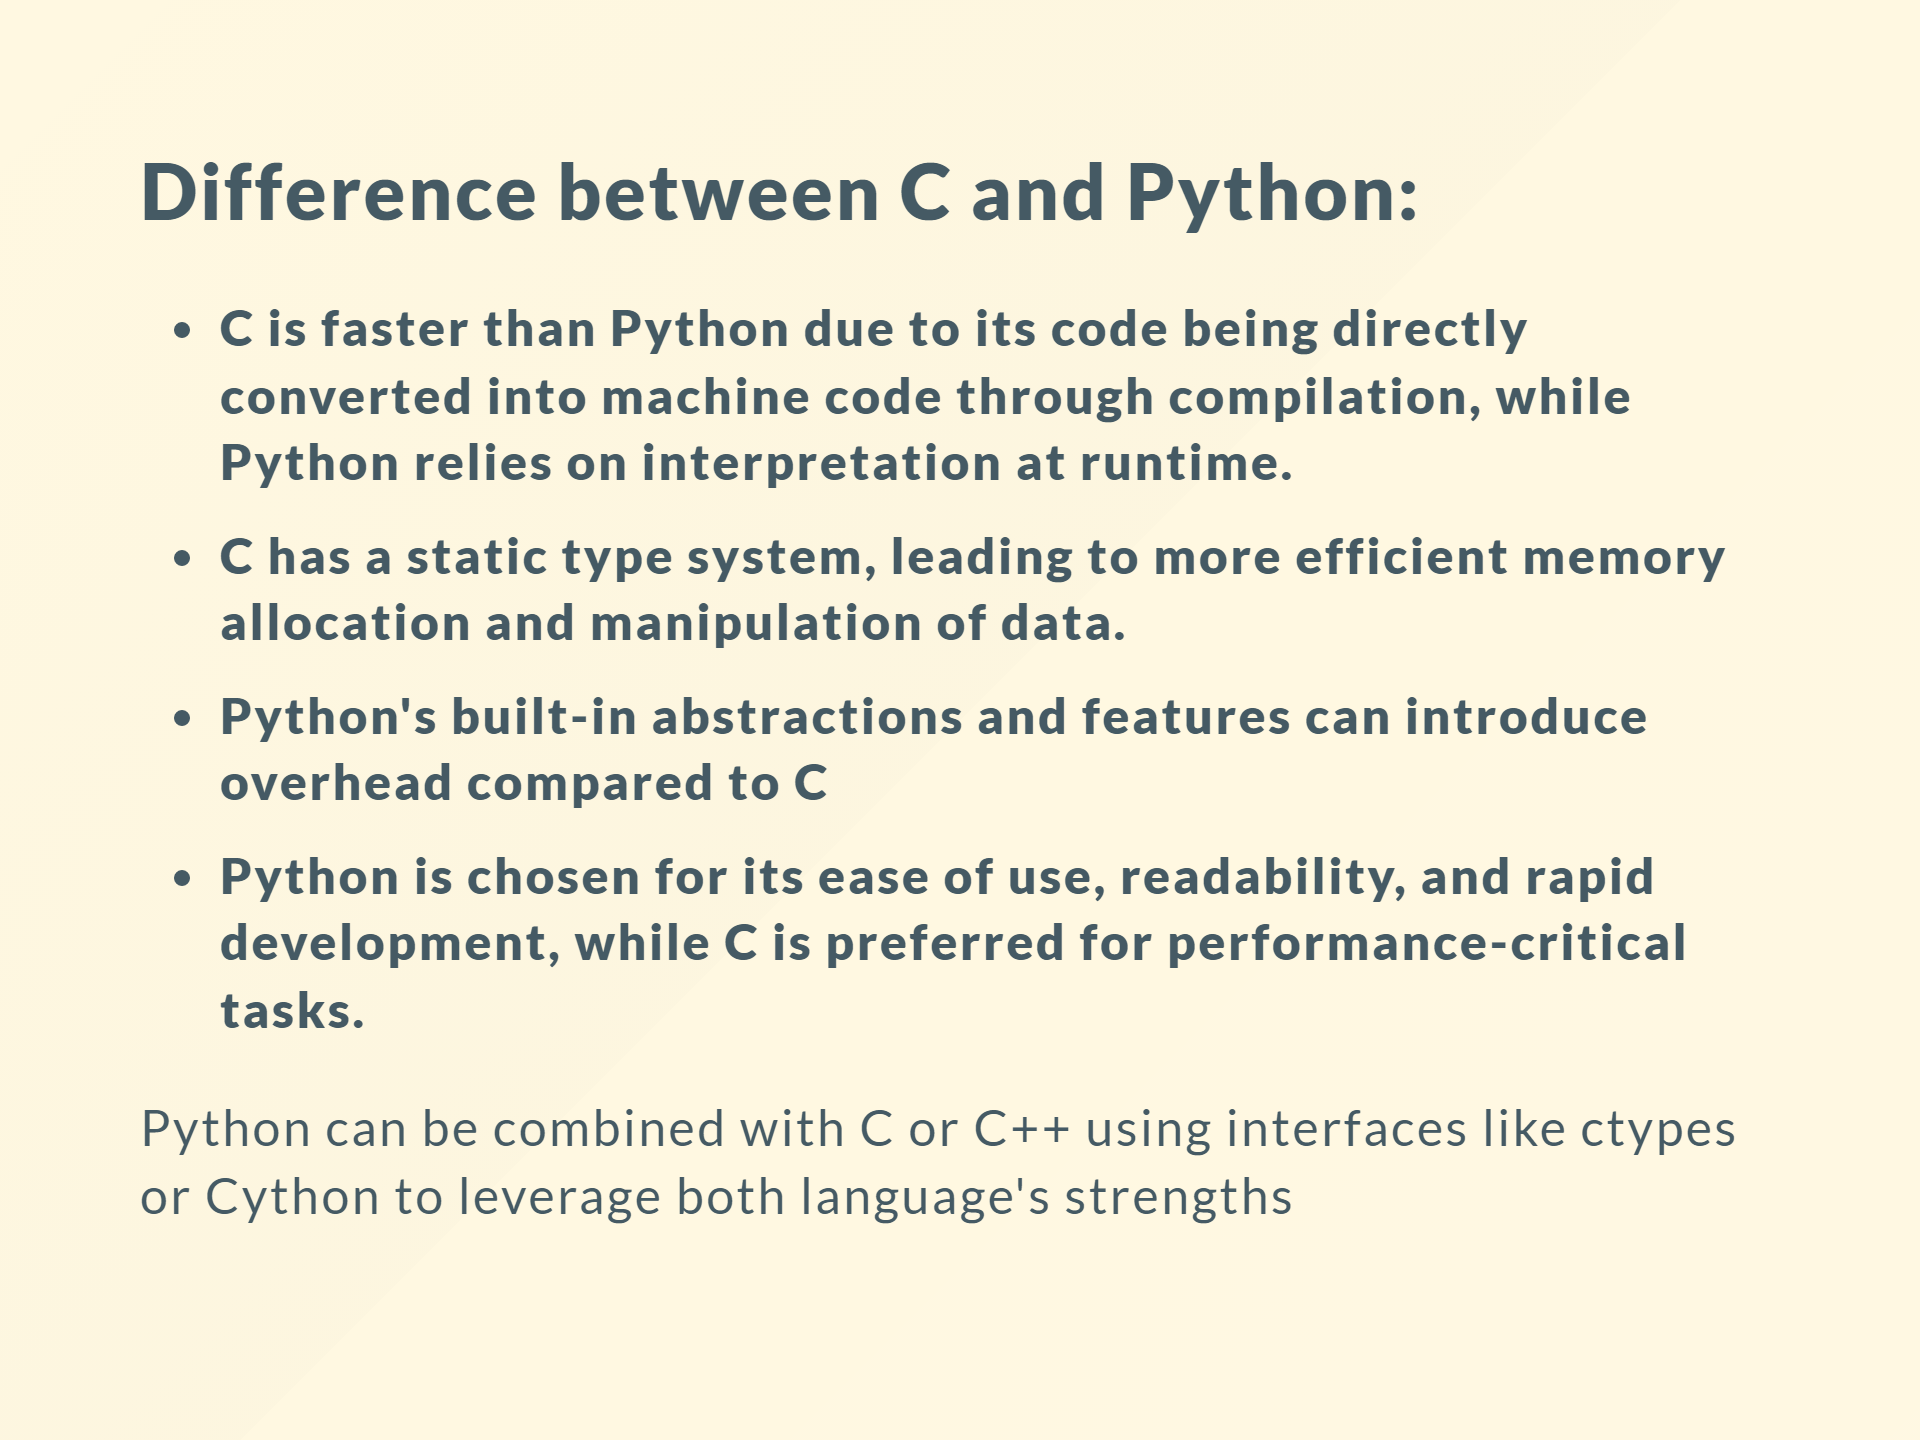 Difference between C and Python:
• C is faster than Python due to its code being directly
converted into machine code through compilation, while
Python relies on interpretation at runtime.
• C has a static type system, leading to more efficient memory
allocation and manipulation of data.
• Python's built-in abstractions and features can introduce
overhead compared to C
• Python is chosen for its ease of use, readability, and rapid
development, while C is preferred for performance-critical
tasks.
Python can be combined with C or C++ using interfaces like ctypes
or Cython to leverage both language's strengths